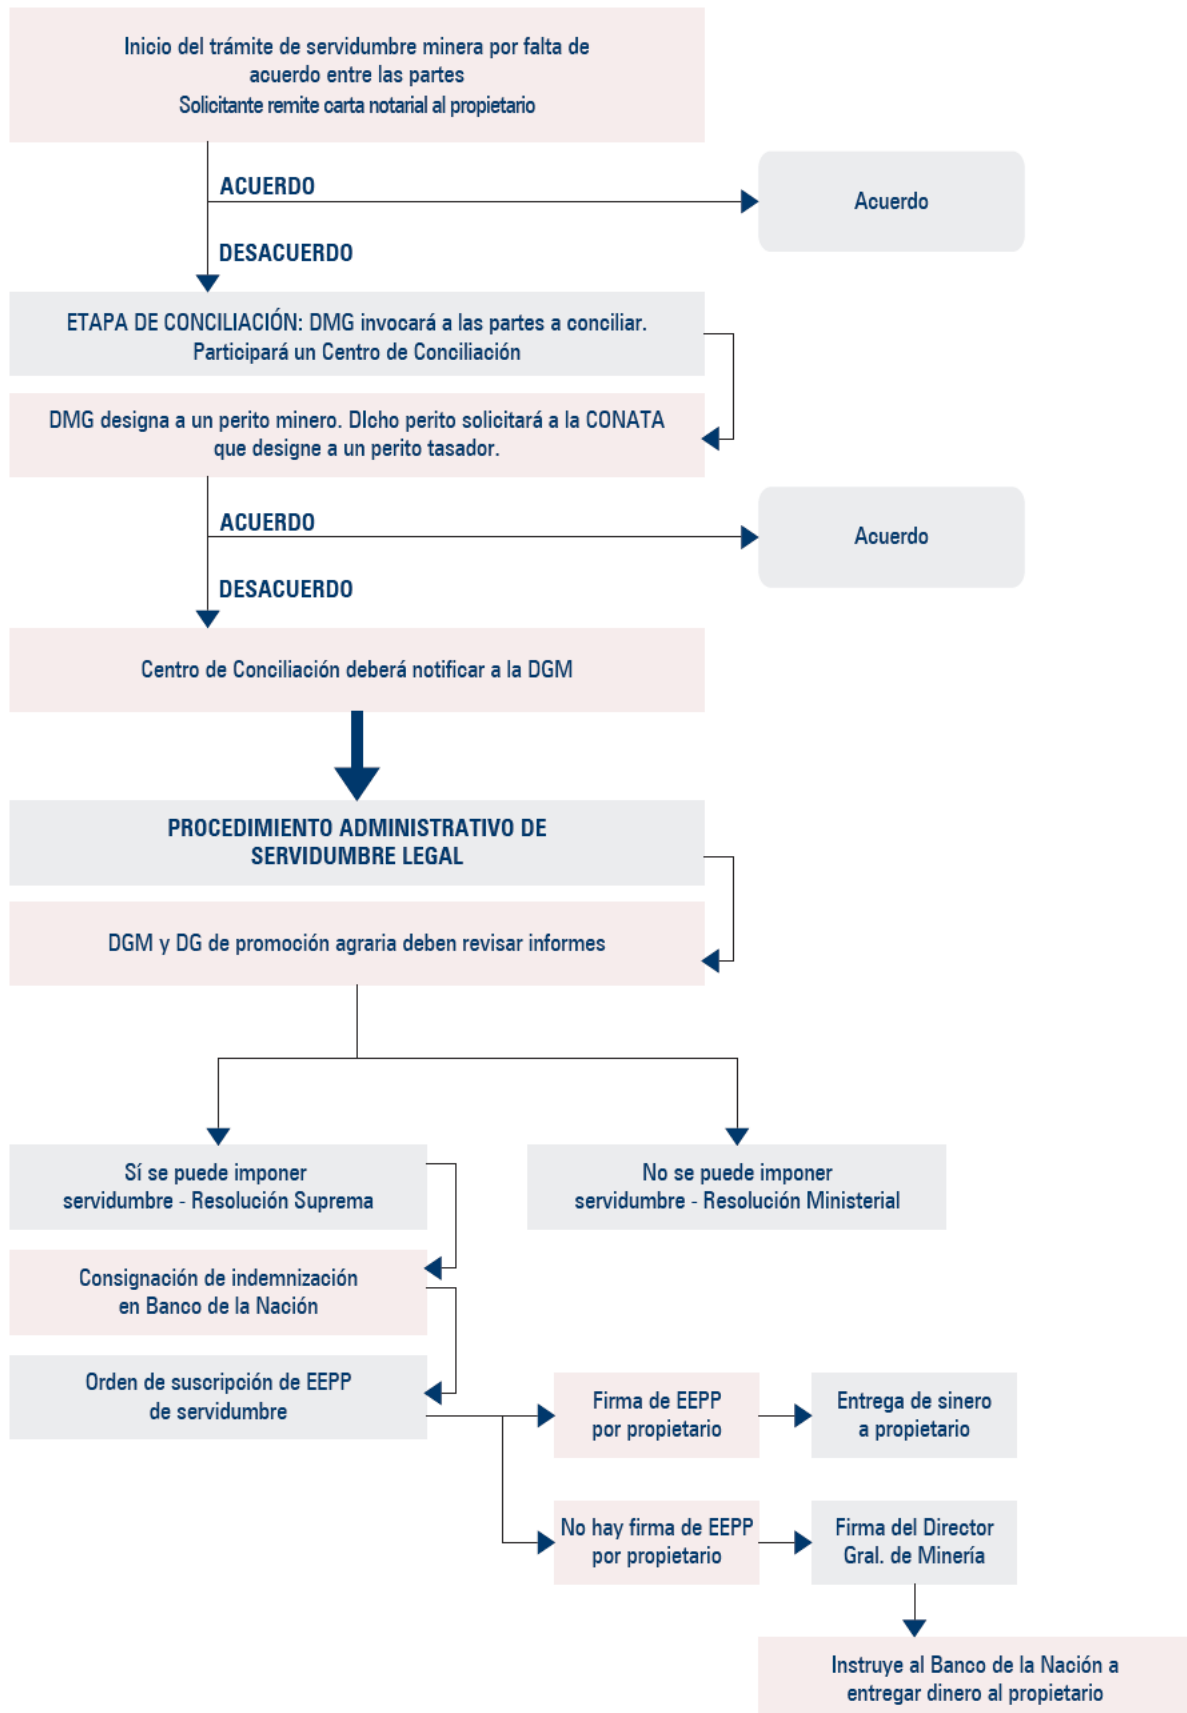 Inicio del trámite de servidumbre minera por falta de
acuerdo entre las partes
Solicitante remite carta notarial al propietario
ACUERDO
Acuerdo
DESACUERDO
ETAPA DE CONCILIACIÓN: DMG invocará a las partes a conciliar.
Participará un Centro de Conciliación
DMG designa a un perito minero. DIcho perito solicitará a la CONATA
que designe a un perito tasador.
ACUERDO
Acuerdo
DESACUERDO
Centro de Conciliación deberá notificar a la DGM
PROCEDIMIENTO ADMINISTRATIVO DE
SERVIDUMBRE LEGAL
DGM y DG de promoción agraria deben revisar informes
Sí se puede imponer
servidumbre - Resolución Suprema
No se puede imponer
servidumbre - Resolución Ministerial
Consignación de indemnización
en Banco de la Nación
Orden de suscripción de EEPP
de servidumbre
Firma de EEPP
por propietario
Entrega de sinero
a propietario
No hay firma de EEPP
por propietario
Firma del Director
Gral. de Minería
Instruye al Banco de la Nación a
entregar dinero al propietario